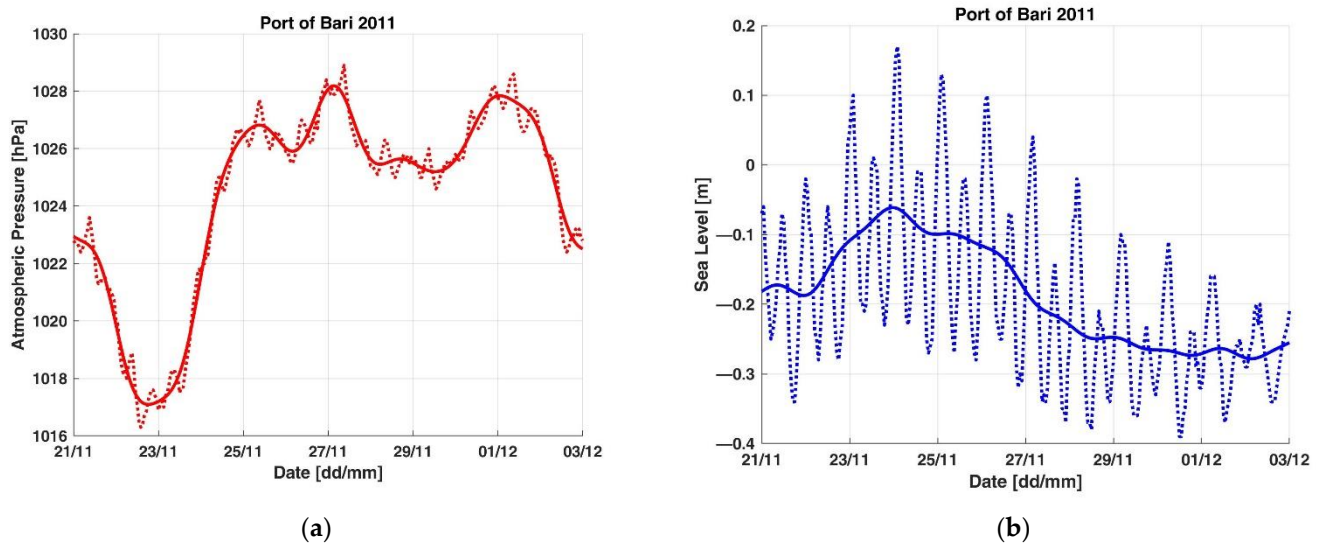 Port of Bari 2011
1030
1028
1026
1024
1022
1020
1018
1016
Atmospheric Pressure [hPa]
21/11 23/11 25/11 27/11 29/11 01/12 03/12
Date [dd/mm]
(a)
Port of Bari 2011
0.2
0.1
0
—0.1
—0.2
—0.3
—0.4
Sea Level [m]
21/11 23/11 25/11 27/11 29/11 01/12 03/12
Date [dd/mm]
(b)